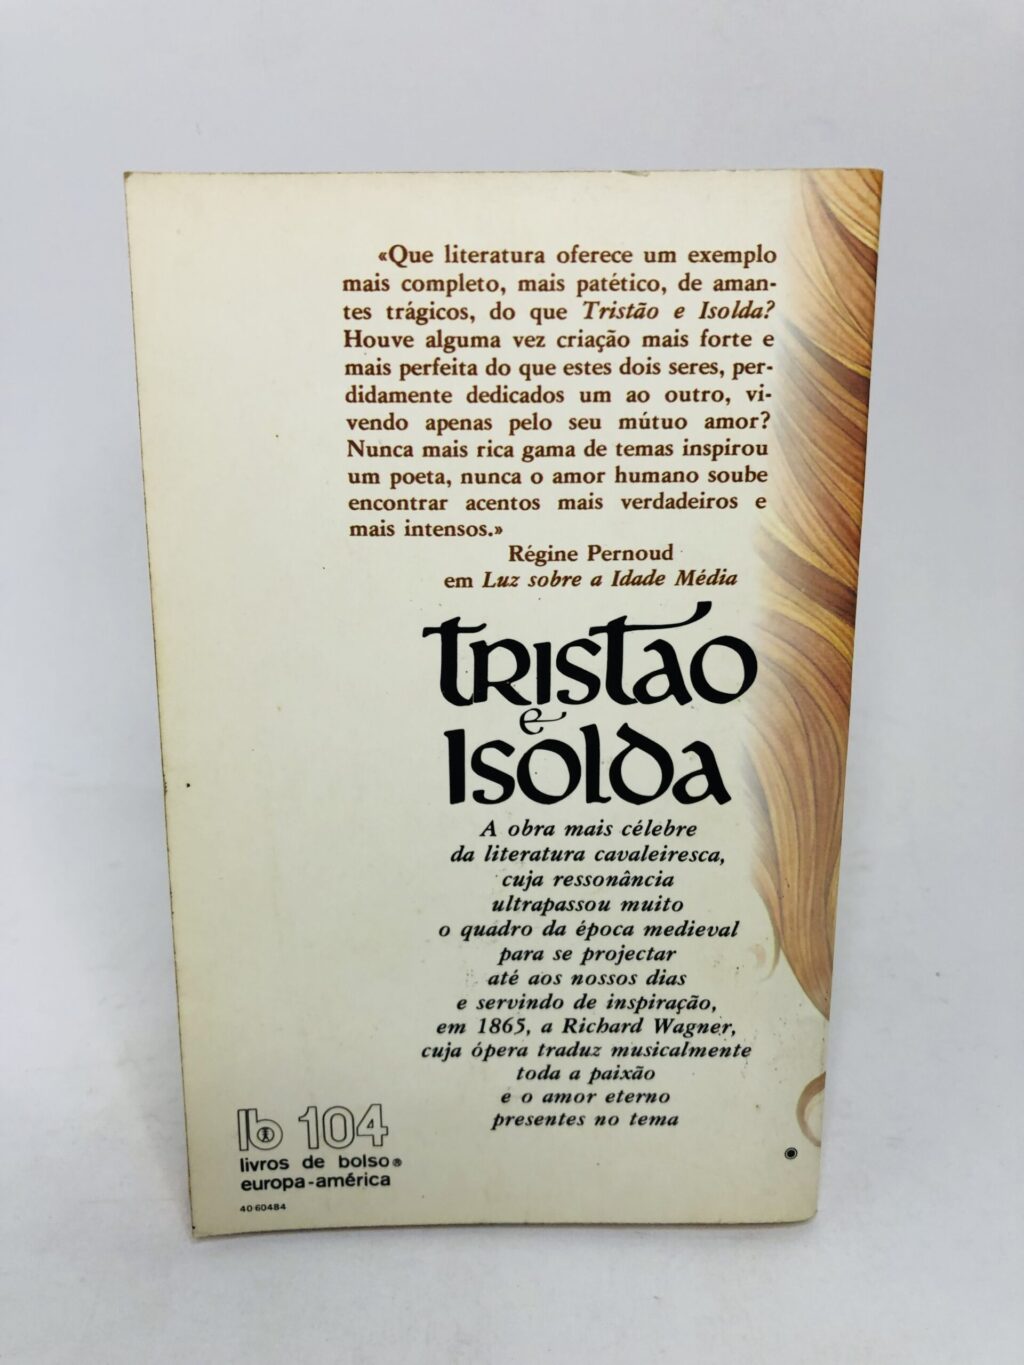 «Que literatura oferece um exemplo
mais completo, mais patético, de aman-
tes trágicos, do que Tristão e Isolda?
Houve alguma vez criação mais forte e
mais perfeita do que estes dois seres, per-
didamente dedicados um ao outro, vi-
vendo apenas pelo seu mútuo amor?
Nunca mais rica gama de temas inspirou
um poeta, nunca o amor humano soube
encontrar acentos mais verdadeiros e
mais intensos.»
Régine Pernoud
em Luz sobre a Idade Média
Tristão
e
Isolda
A obra mais célebre
da literatura cavaleiresca,
cuja ressonância
ultrapassou muito
o quadro da época medieval
para se projectar
até aos nossos dias
e servindo de inspiração,
em 1865, a Richard Wagner,
cuja ópera traduz musicalmente
toda a paixão
e o amor eterno
presentes no tema
lb 104
livros de bolso®
europa-américa
40·60484